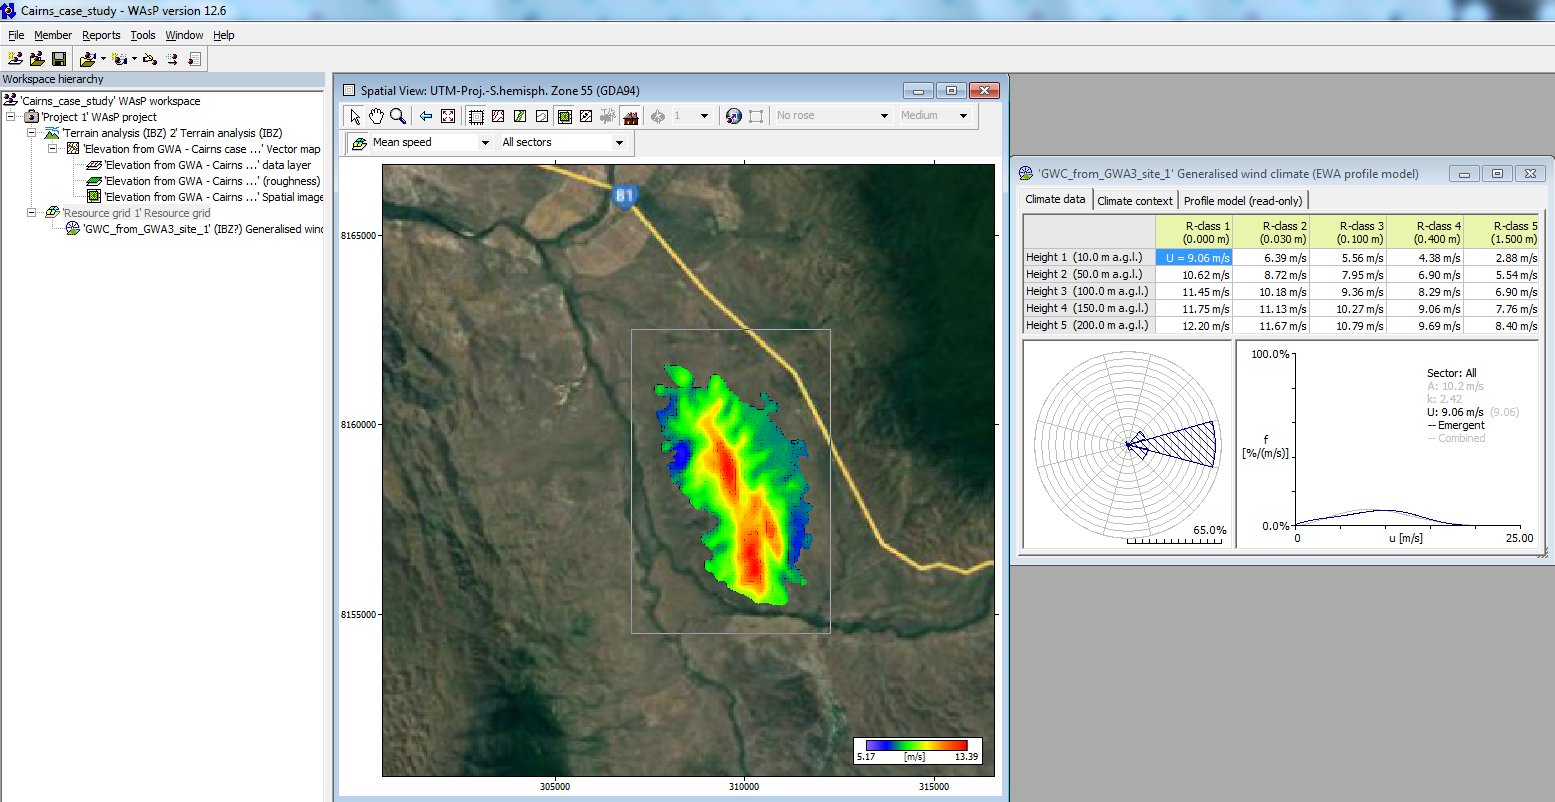 Cairns_case_study - WAsP version 12.6
File Member Reports Tools Window Help
Workspace hierarchy
'Cairns_case_study' WAsP workspace
'Project 1' WAsP project
'Terrain analysis (IBZ) 2' Terrain analysis (IBZ)
'Elevation from GWA - Cairns case ...' Vector map
'Elevation from GWA - Cairns ...' data layer
'Elevation from GWA - Cairns ...' (roughness)
'Elevation from GWA - Cairns ...' Spatial image
'Resource grid 1' Resource grid
'GWC_from_GWA3_site_1' (IBZ?) Generalised wind
Spatial View: UTM-Proj.-S.hemisph. Zone 55 (GDA94)
1 No rose Medium
Mean speed All sectors
81
8165000
8160000
8155000
305000 310000 315000
5.17 [m/s] 13.39
'GWC_from_GWA3_site_1' Generalised wind climate (EWA profile model)
Climate data Climate context Profile model (read-only)
R-class 1 R-class 2 R-class 3 R-class 4 R-class 5
(0.000 m) (0.030 m) (0.100 m) (0.400 m) (1.500 m)
Height 1 (10.0 m a.g.l.) U = 9.06 m/s 6.39 m/s 5.56 m/s 4.38 m/s 2.88 m/s
Height 2 (50.0 m a.g.l.) 10.62 m/s 8.72 m/s 7.95 m/s 6.90 m/s 5.54 m/s
Height 3 (100.0 m a.g.l.) 11.45 m/s 10.18 m/s 9.36 m/s 8.29 m/s 6.90 m/s
Height 4 (150.0 m a.g.l.) 11.75 m/s 11.13 m/s 10.27 m/s 9.06 m/s 7.76 m/s
Height 5 (200.0 m a.g.l.) 12.20 m/s 11.67 m/s 10.79 m/s 9.69 m/s 8.40 m/s
65.0%
100.0%
f
[%/(m/s)]
0.0%
0 u [m/s] 25.00
Sector: All
A: 10.2 m/s
k: 2.42
U: 9.06 m/s (9.06)
-- Emergent
-- Combined